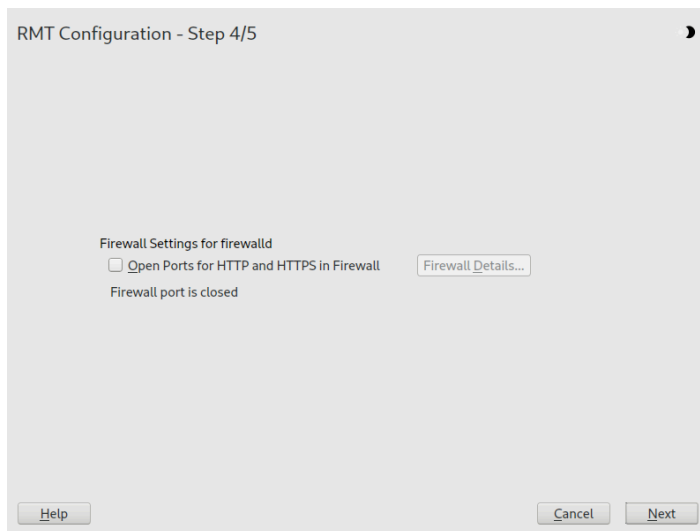 RMT Configuration - Step 4/5
Firewall Settings for firewalld
Open Ports for HTTP and HTTPS in Firewall
Firewall Details...
Firewall port is closed
Help
Cancel
Next